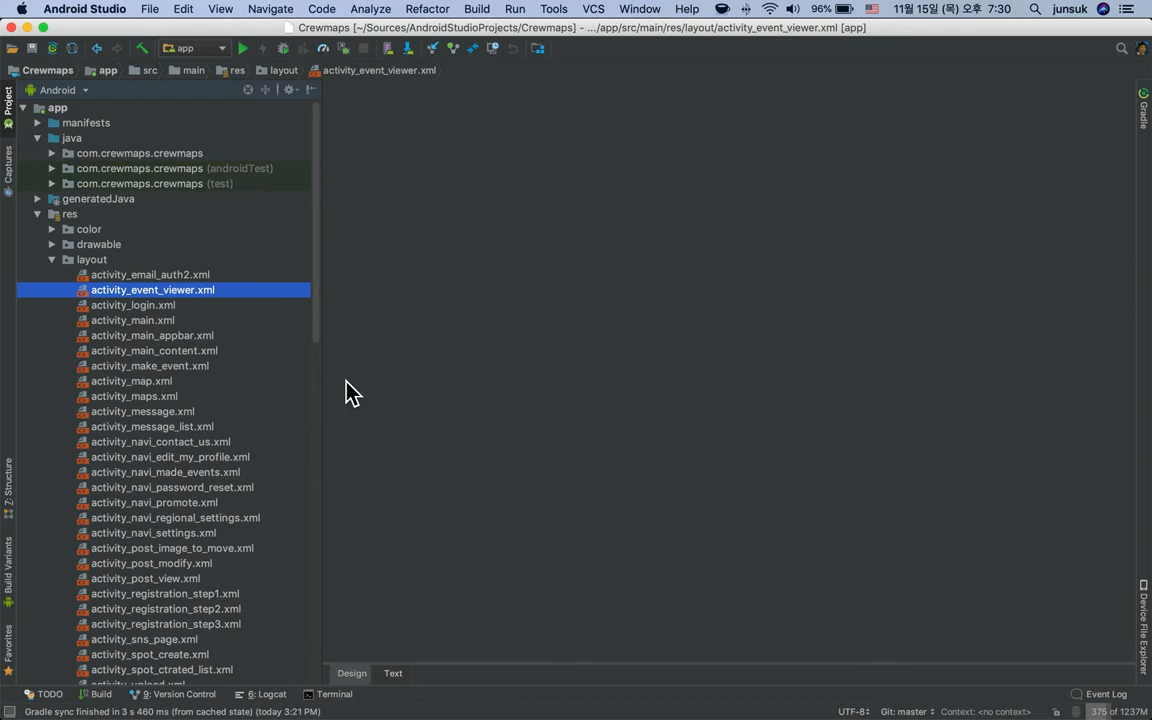 Android Studio File Edit View Navigate Code Analyze Refactor Build Run Tools VCS Window Help 96% 11월 15일 (목) 오후 7:30 junsuk
Crewmaps [~/Sources/AndroidStudioProjects/Crewmaps] - .../app/src/main/res/layout/activity_event_viewer.xml [app]
app
Crewmaps app src main res layout activity_event_viewer.xml
Project
Captures
Z: Structure
Build Variants
Favorites
Android
app
manifests
java
com.crewmaps.crewmaps
com.crewmaps.crewmaps (androidTest)
com.crewmaps.crewmaps (test)
generatedJava
res
color
drawable
layout
activity_email_auth2.xml
activity_event_viewer.xml
activity_login.xml
activity_main.xml
activity_main_appbar.xml
activity_main_content.xml
activity_make_event.xml
activity_map.xml
activity_maps.xml
activity_message.xml
activity_message_list.xml
activity_navi_contact_us.xml
activity_navi_edit_my_profile.xml
activity_navi_made_events.xml
activity_navi_password_reset.xml
activity_navi_promote.xml
activity_navi_regional_settings.xml
activity_navi_settings.xml
activity_post_image_to_move.xml
activity_post_modify.xml
activity_post_view.xml
activity_registration_step1.xml
activity_registration_step2.xml
activity_registration_step3.xml
activity_sns_page.xml
activity_spot_create.xml
activity_spot_ctrated_list.xml
activity_upload.xml
Design Text
Gradle
Device File Explorer
TODO Build 9: Version Control 6: Logcat Terminal Event Log
Gradle sync finished in 3 s 460 ms (from cached state) (today 3:21 PM) UTF-8 Git: master Context: <no context> 375 of 1237M